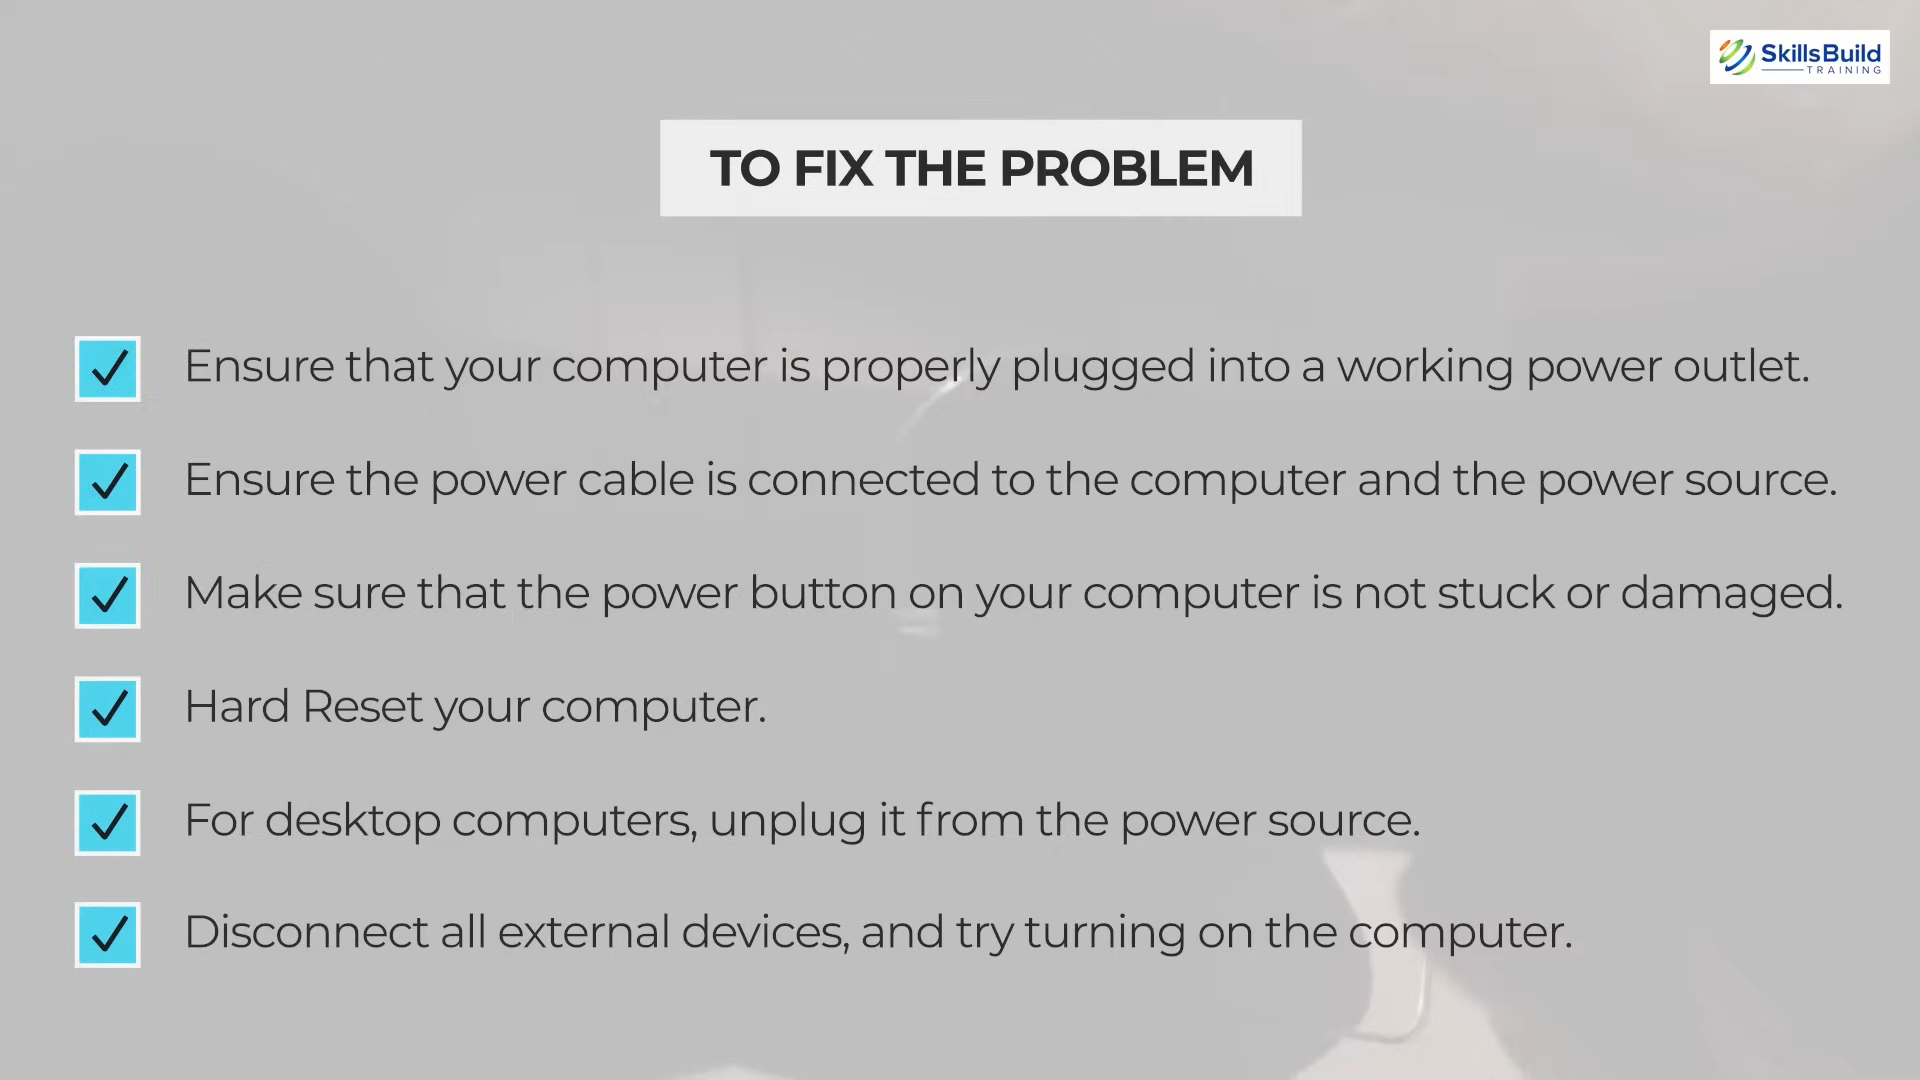 SkillsBuild
TRAINING
TO FIX THE PROBLEM
Ensure that your computer is properly plugged into a working power outlet.
Ensure the power cable is connected to the computer and the power source.
Make sure that the power button on your computer is not stuck or damaged.
Hard Reset your computer.
For desktop computers, unplug it from the power source.
Disconnect all external devices, and try turning on the computer.